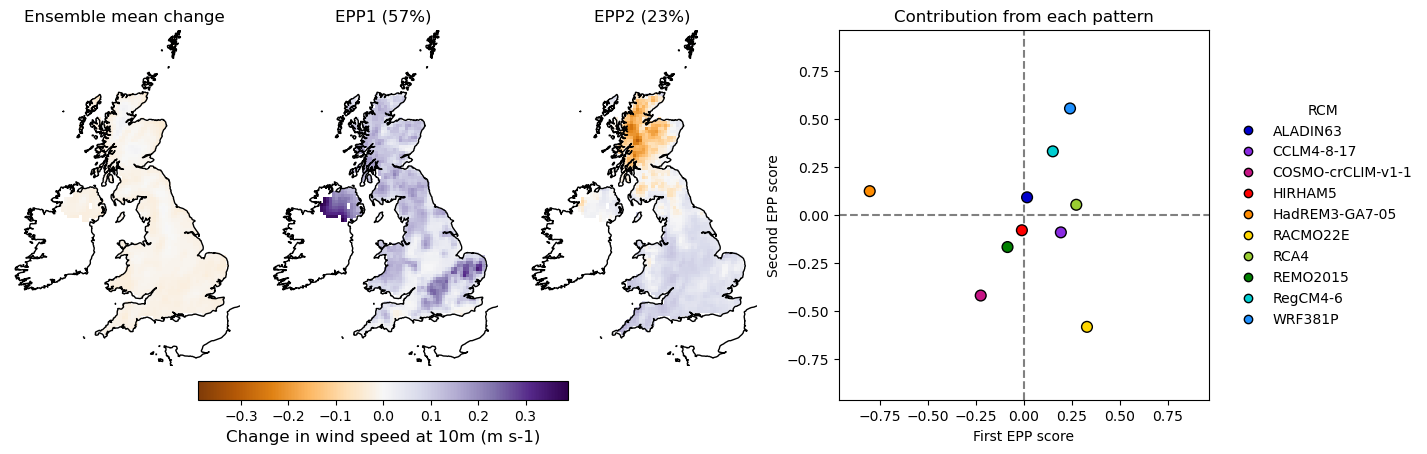 Ensemble mean change
EPP1 (57%)
EPP2 (23%)
Contribution from each pattern
−0.3 −0.2 −0.1 0.0 0.1 0.2 0.3
Change in wind speed at 10m (m s-1)
Second EPP score
0.75
0.50
0.25
0.00
−0.25
−0.50
−0.75
−0.75 −0.50 −0.25 0.00 0.25 0.50 0.75
First EPP score
RCM
ALADIN63
CCLM4-8-17
COSMO-crCLIM-v1-1
HIRHAM5
HadREM3-GA7-05
RACMO22E
RCA4
REMO2015
RegCM4-6
WRF381P